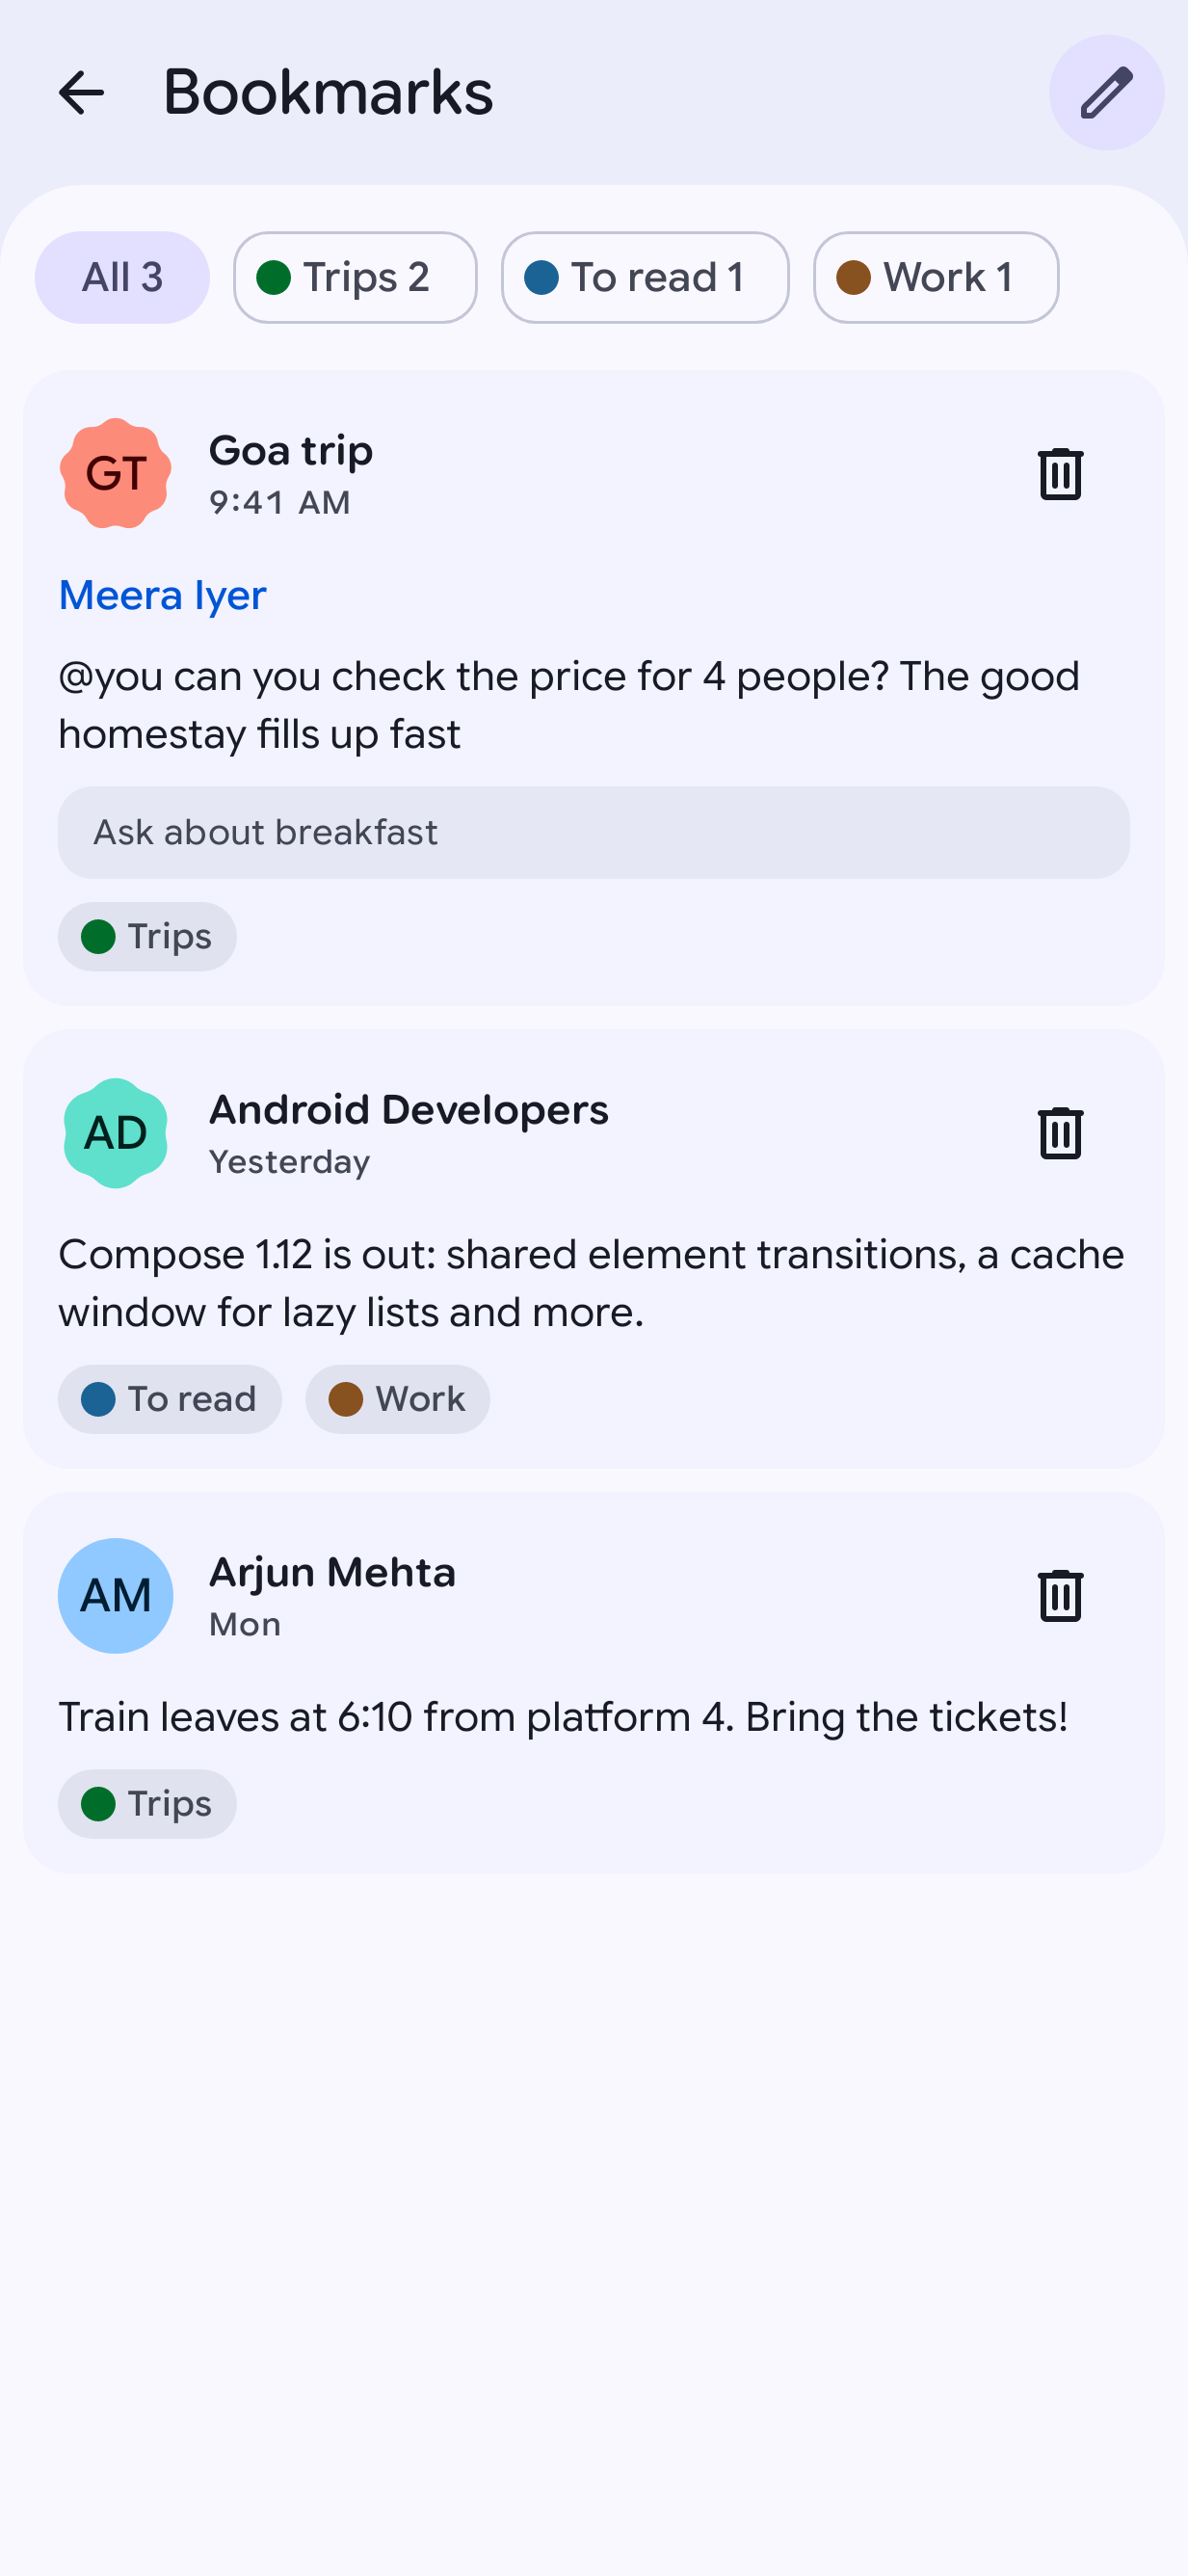 Bookmarks
All 3
Trips 2
To read 1
Work 1
GT
Goa trip
9:41 AM
Meera Iyer
@you can you check the price for 4 people? The good
homestay fills up fast
Ask about breakfast
Trips
AD
Android Developers
Yesterday
Compose 1.12 is out: shared element transitions, a cache
window for lazy lists and more.
To read
Work
AM
Arjun Mehta
Mon
Train leaves at 6:10 from platform 4. Bring the tickets!
Trips